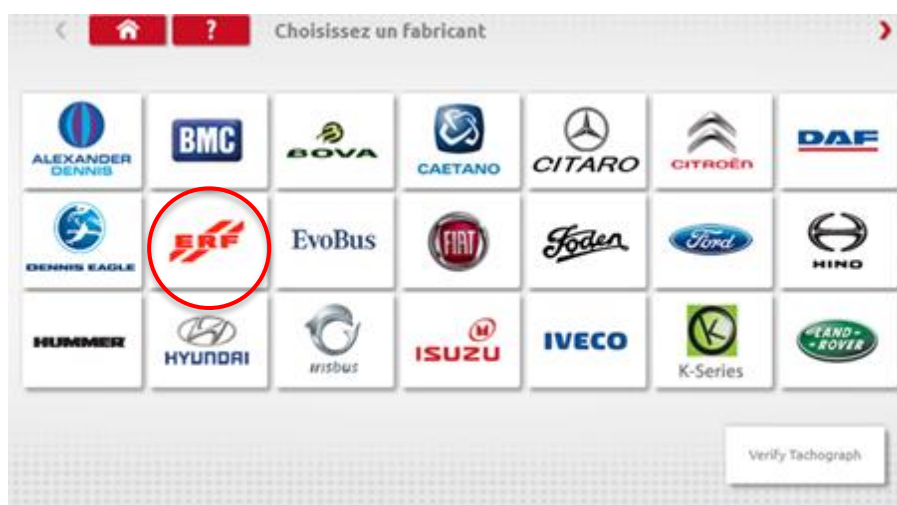 ? Choisissez un fabricant
ALEXANDER DENNIS
BMC
BOVA
CAETANO
CITARO
CITROËN
DAF
DENNIS EAGLE
ERF
EvoBus
FIAT
Foden
Ford
HINO
HUMMER
HYUNDAI
irisbus
ISUZU
IVECO
K
K-Series
LAND-
-ROVER
Verify Tachograph